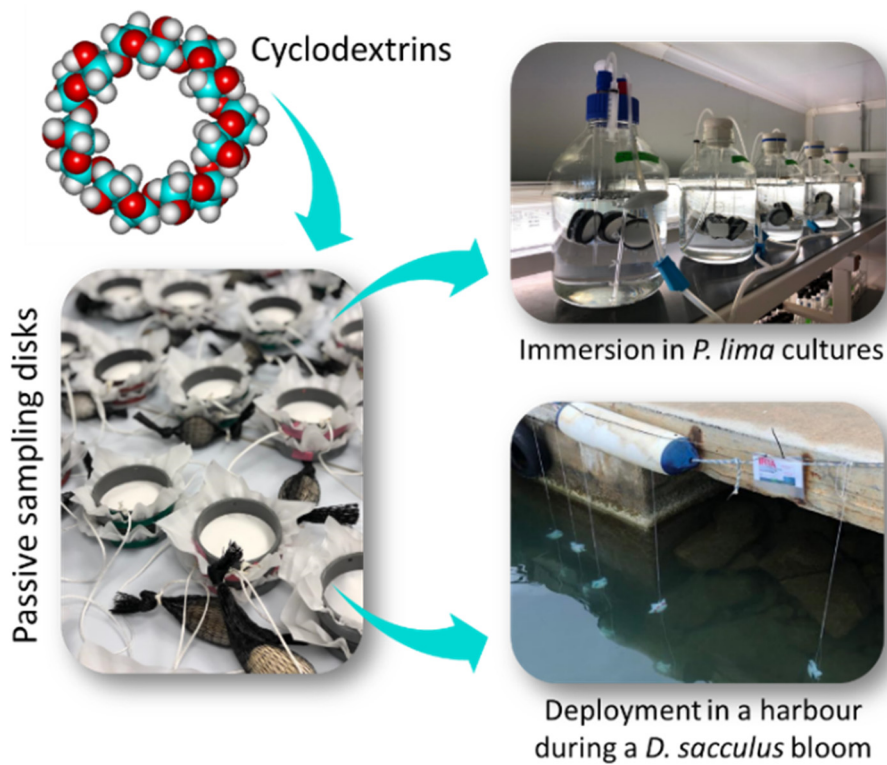 Cyclodextrins
Passive sampling disks
Immersion in P. lima cultures
Deployment in a harbour
during a D. sacculus bloom